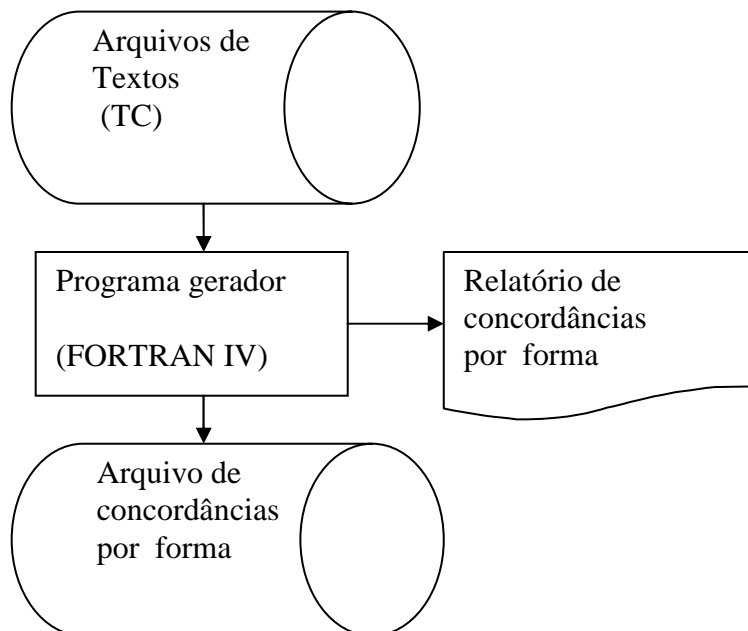 Arquivos de
Textos
(TC)
Programa gerador
(FORTRAN IV)
Relatório de
concordâncias
por forma
Arquivo de
concordâncias
por forma